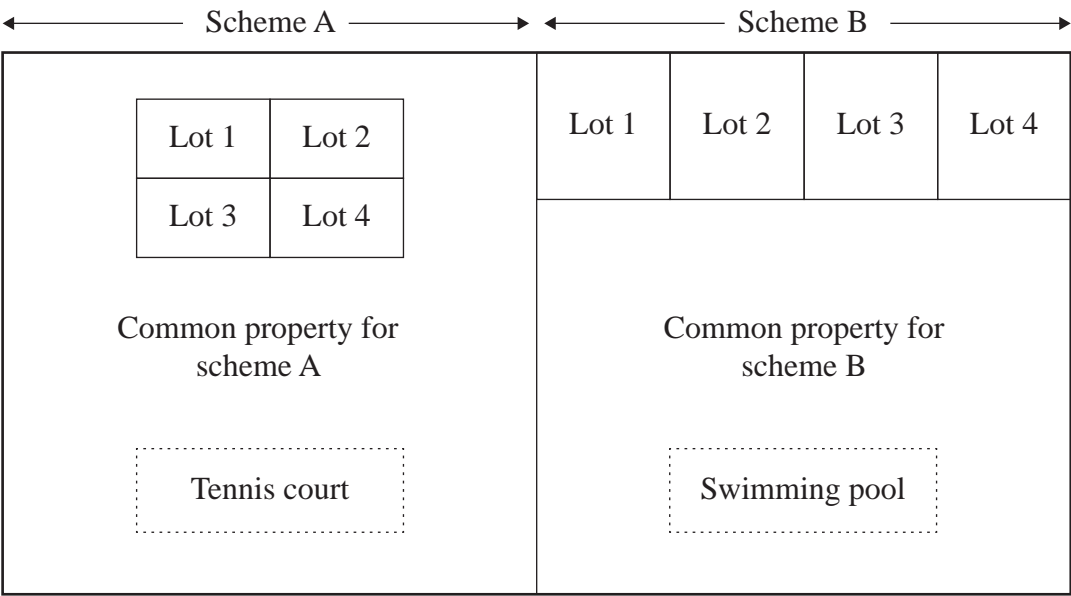 Scheme A
Scheme B
Lot 1
Lot 2
Lot 3
Lot 4
Lot 1
Lot 2
Lot 3
Lot 4
Common property for
scheme A
Common property for
scheme B
Tennis court
Swimming pool